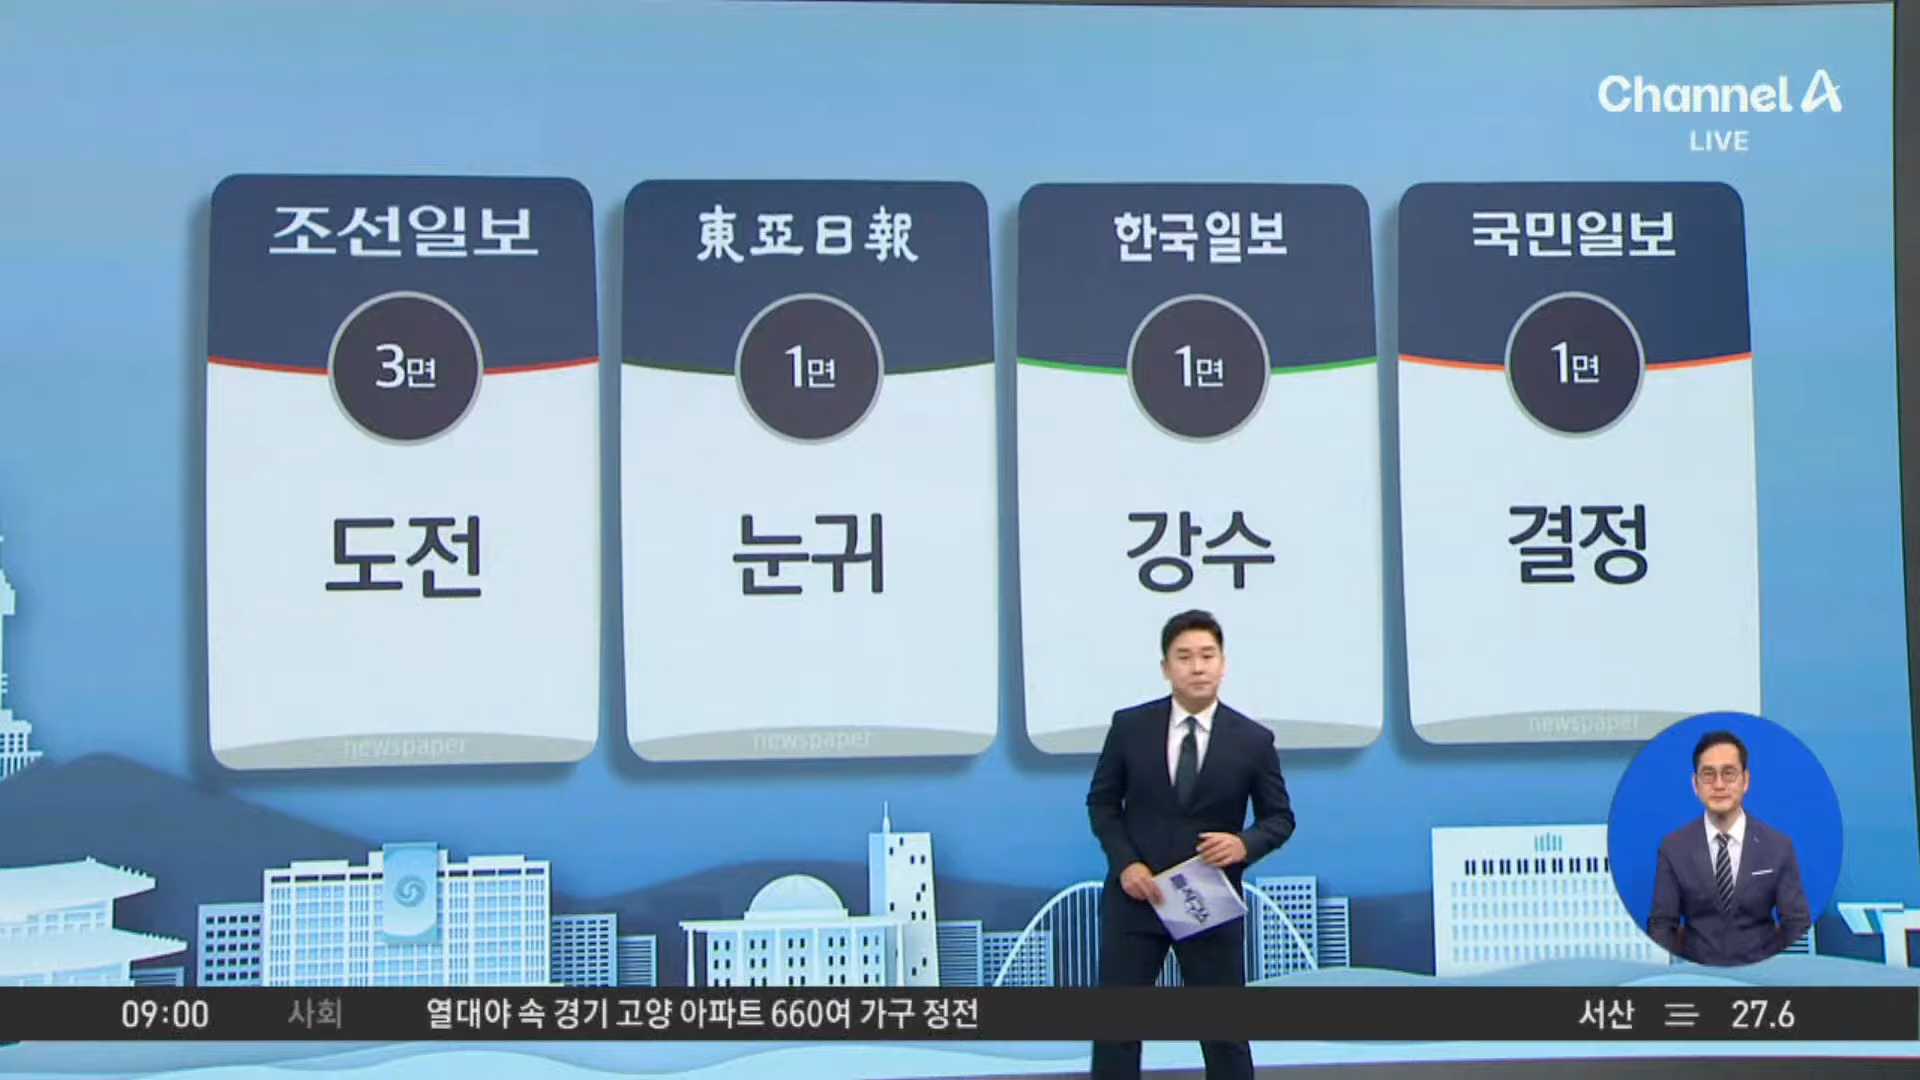 Channel A
LIVE
조선일보
3면
도전
newspaper
東亞日報
1면
눈귀
newspaper
한국일보
1면
강수
국민일보
1면
결정
newspaper
09:00 사회 열대야 속 경기 고양 아파트 660여 가구 정전 서산 27.6